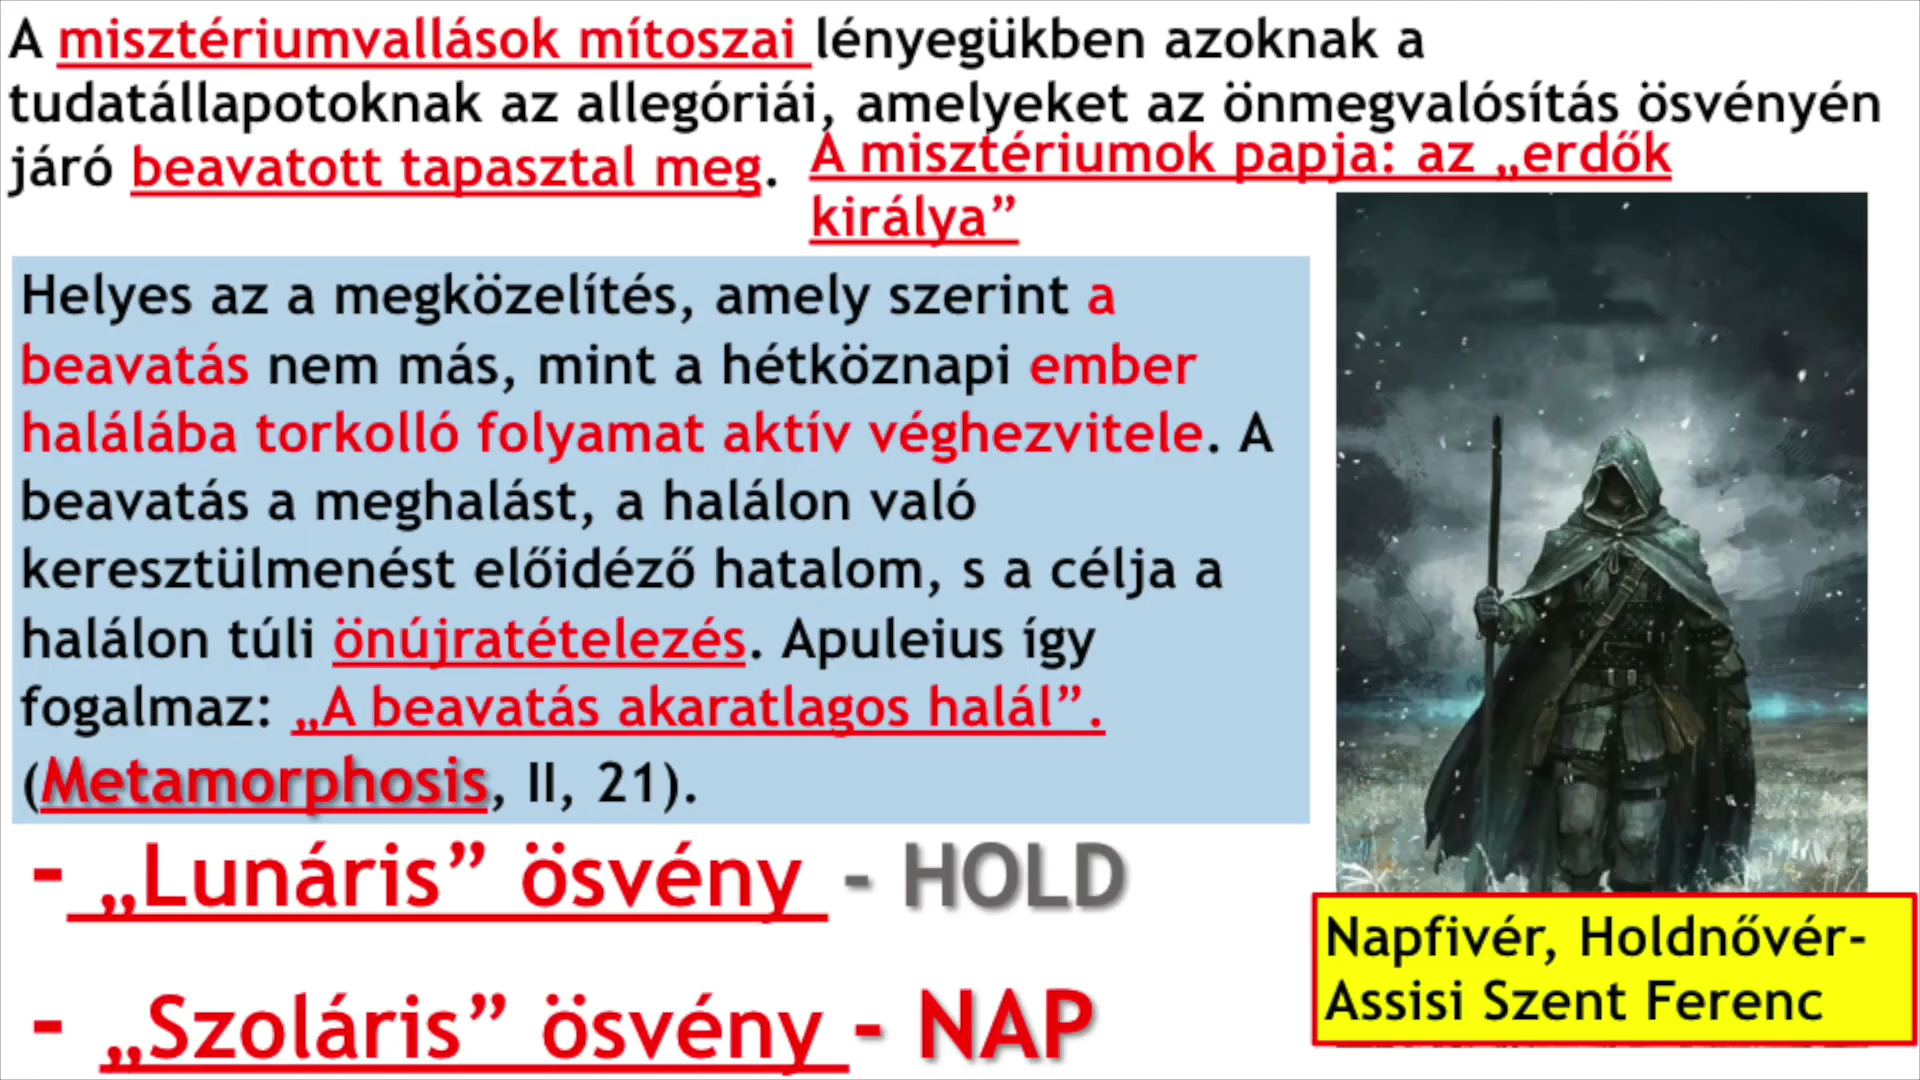 A misztériumvallások mítoszai lényegükben azoknak a
tudatállapotoknak az allegóriái, amelyeket az önmegvalósítás ösvényén
járó beavatott tapasztal meg.
A misztériumok papja: az „erdők
királya”
Helyes az a megközelítés, amely szerint a
beavatás nem más, mint a hétköznapi ember
halálába torkolló folyamat aktív véghezvitele. A
beavatás a meghalást, a halálon való
keresztülmenést előidéző hatalom, s a célja a
halálon túli önújratételezés. Apuleius így
fogalmaz: „A beavatás akaratlagos halál”.
(Metamorphosis, II, 21).
- „Lunáris” ösvény - HOLD
- „Szoláris” ösvény - NAP
Napfivér, Holdnővér-
Assisi Szent Ferenc